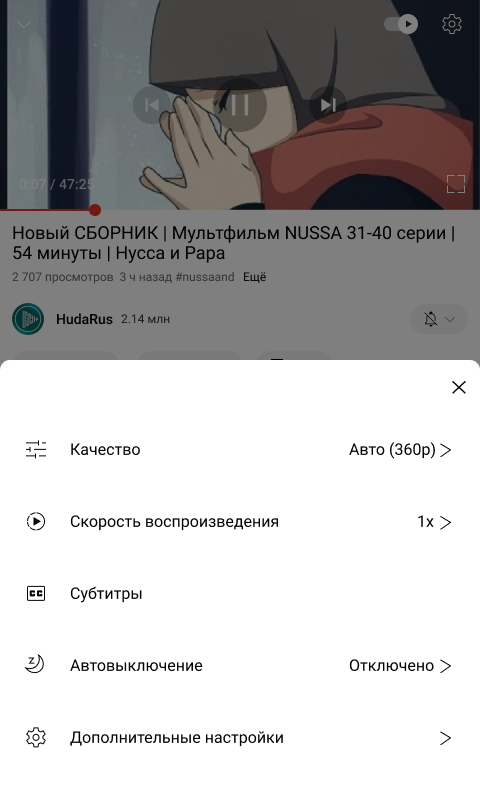 0:07 / 47:25
Новый СБОРНИК | Мультфильм NUSSA 31-40 серии |
54 минуты | Нусса и Рара
2 707 просмотров 3 ч назад #nussaand Ещё
HudaRus 2.14 млн
Качество Авто (360p)
Скорость воспроизведения 1x
CC Субтитры
Автовыключение Отключено
Дополнительные настройки